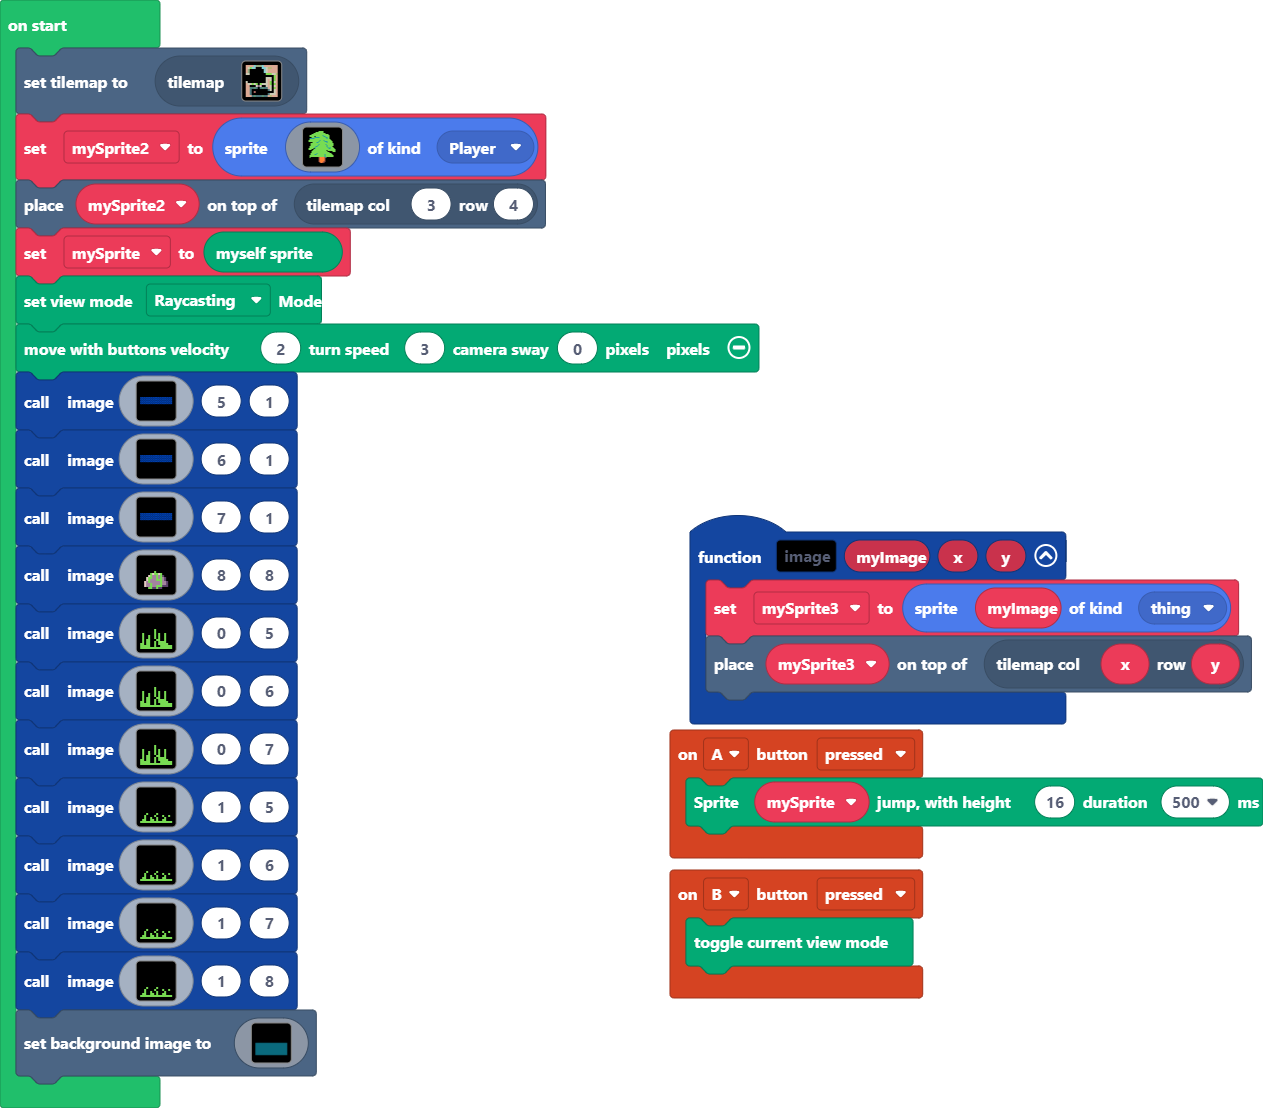 on start
set tilemap to tilemap
set mySprite2 to sprite of kind Player
place mySprite2 on top of tilemap col 3 row 4
set mySprite to myself sprite
set view mode Raycasting Mode
move with buttons velocity 2 turn speed 3 camera sway 0 pixels pixels
call image 5 1
call image 6 1
call image 7 1
call image 8 8
call image 0 5
call image 0 6
call image 0 7
call image 1 5
call image 1 6
call image 1 7
call image 1 8
set background image to
function image myImage x y
set mySprite3 to sprite myImage of kind thing
place mySprite3 on top of tilemap col x row y
on A button pressed
Sprite mySprite jump, with height 16 duration 500 ms
on B button pressed
toggle current view mode